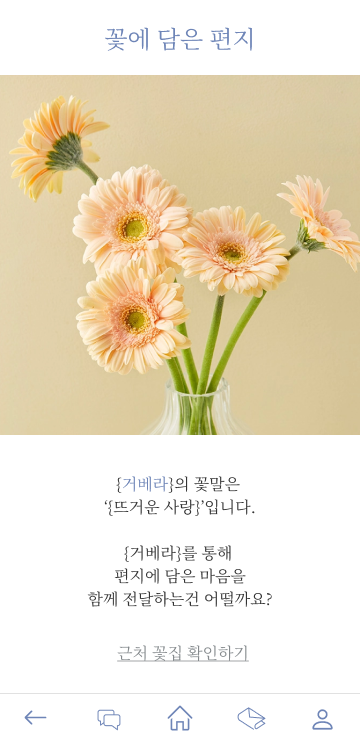 꽃에 담은 편지
{거베라}의 꽃말은
‘{뜨거운 사랑}’입니다.
{거베라}를 통해
편지에 담은 마음을
함께 전달하는건 어떨까요?
근처 꽃집 확인하기